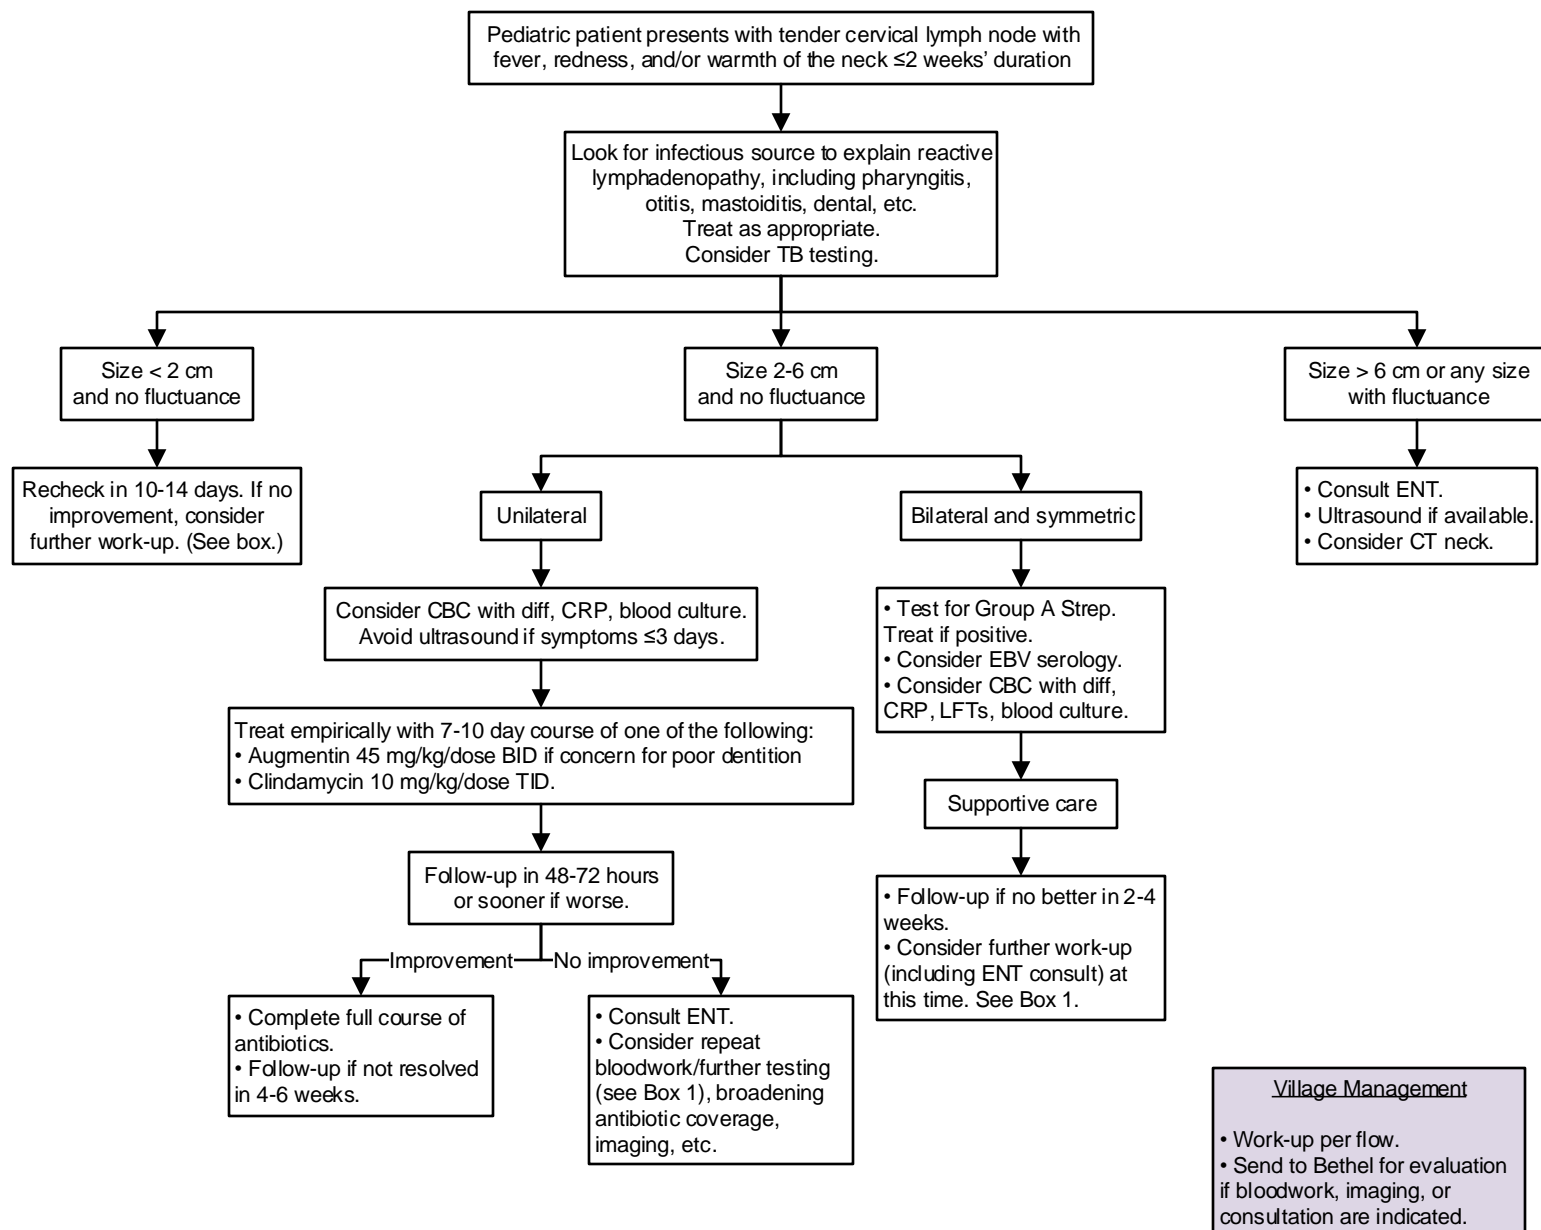 Pediatric patient presents with tender cervical lymph node with
fever, redness, and/or warmth of the neck ≤2 weeks’ duration
Look for infectious source to explain reactive
lymphadenopathy, including pharyngitis,
otitis, mastoiditis, dental, etc.
Treat as appropriate.
Consider TB testing.
Size < 2 cm
and no fluctuance
Recheck in 10-14 days. If no
improvement, consider
further work-up. (See box.)
Size 2-6 cm
and no fluctuance
Unilateral
Consider CBC with diff, CRP, blood culture.
Avoid ultrasound if symptoms ≤3 days.
Treat empirically with 7-10 day course of one of the following:
• Augmentin 45 mg/kg/dose BID if concern for poor dentition
• Clindamycin 10 mg/kg/dose TID.
Follow-up in 48-72 hours
or sooner if worse.
Improvement
• Complete full course of
antibiotics.
• Follow-up if not resolved
in 4-6 weeks.
No improvement
• Consult ENT.
• Consider repeat
bloodwork/further testing
(see Box 1), broadening
antibiotic coverage,
imaging, etc.
Bilateral and symmetric
• Test for Group A Strep.
Treat if positive.
• Consider EBV serology.
• Consider CBC with diff,
CRP, LFTs, blood culture.
Supportive care
• Follow-up if no better in 2-4
weeks.
• Consider further work-up
(including ENT consult) at
this time. See Box 1.
Size > 6 cm or any size
with fluctuance
• Consult ENT.
• Ultrasound if available.
• Consider CT neck.
Village Management
• Work-up per flow.
• Send to Bethel for evaluation
if bloodwork, imaging, or
consultation are indicated.